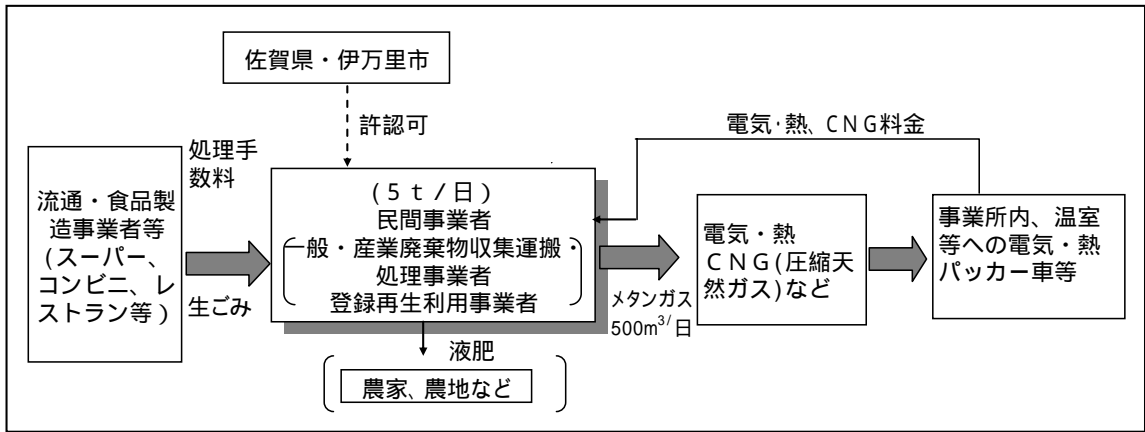 佐賀県・伊万里市
許認可
電気・熱、CNG料金
処理手
数料
流通・食品製
造事業者等
(スーパー、
コンビニ、レ
ストラン等)
生ごみ
(5t/日)
民間事業者
一般・産業廃棄物収集運搬・
処理事業者
登録再生利用事業者
メタンガス
500m³/日
電気・熱
CNG(圧縮天
然ガス)など
事業所内、温室
等への電気・熱
パッカー車等
液肥
農家、農地など